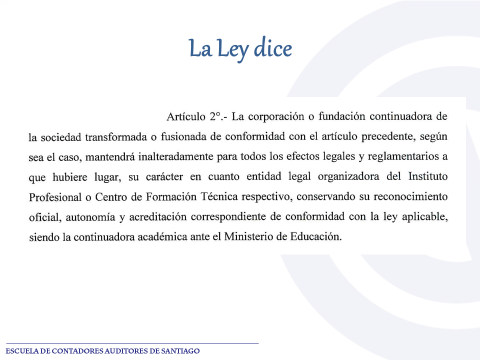 La Ley dice
Artículo 2°.- La corporación o fundación continuadora de
la sociedad transformada o fusionada de conformidad con el artículo precedente, según
sea el caso, mantendrá inalteradamente para todos los efectos legales y reglamentarios a
que hubiere lugar, su carácter en cuanto entidad legal organizadora del Instituto
Profesional o Centro de Formación Técnica respectivo, conservando su reconocimiento
oficial, autonomía y acreditación correspondiente de conformidad con la ley aplicable,
siendo la continuadora académica ante el Ministerio de Educación.
ESCUELA DE CONTADORES AUDITORES DE SANTIAGO